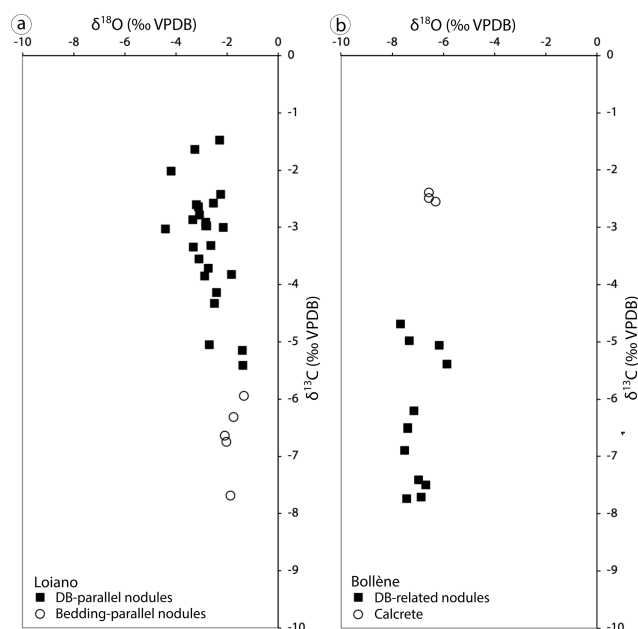 a
δ18O (‰ VPDB)
-10 -8 -6 -4 -2 0
0
-1
-2
-3
-4
-5
-6
-7
-8
-9
-10
δ13C (‰ VPDB)
Loiano
DB-parallel nodules
Bedding-parallel nodules
b
δ18O (‰ VPDB)
-10 -8 -6 -4 -2 0
0
-1
-2
-3
-4
-5
-6
-7
-8
-9
-10
δ13C (‰ VPDB)
Bollène
DB-related nodules
Calcrete